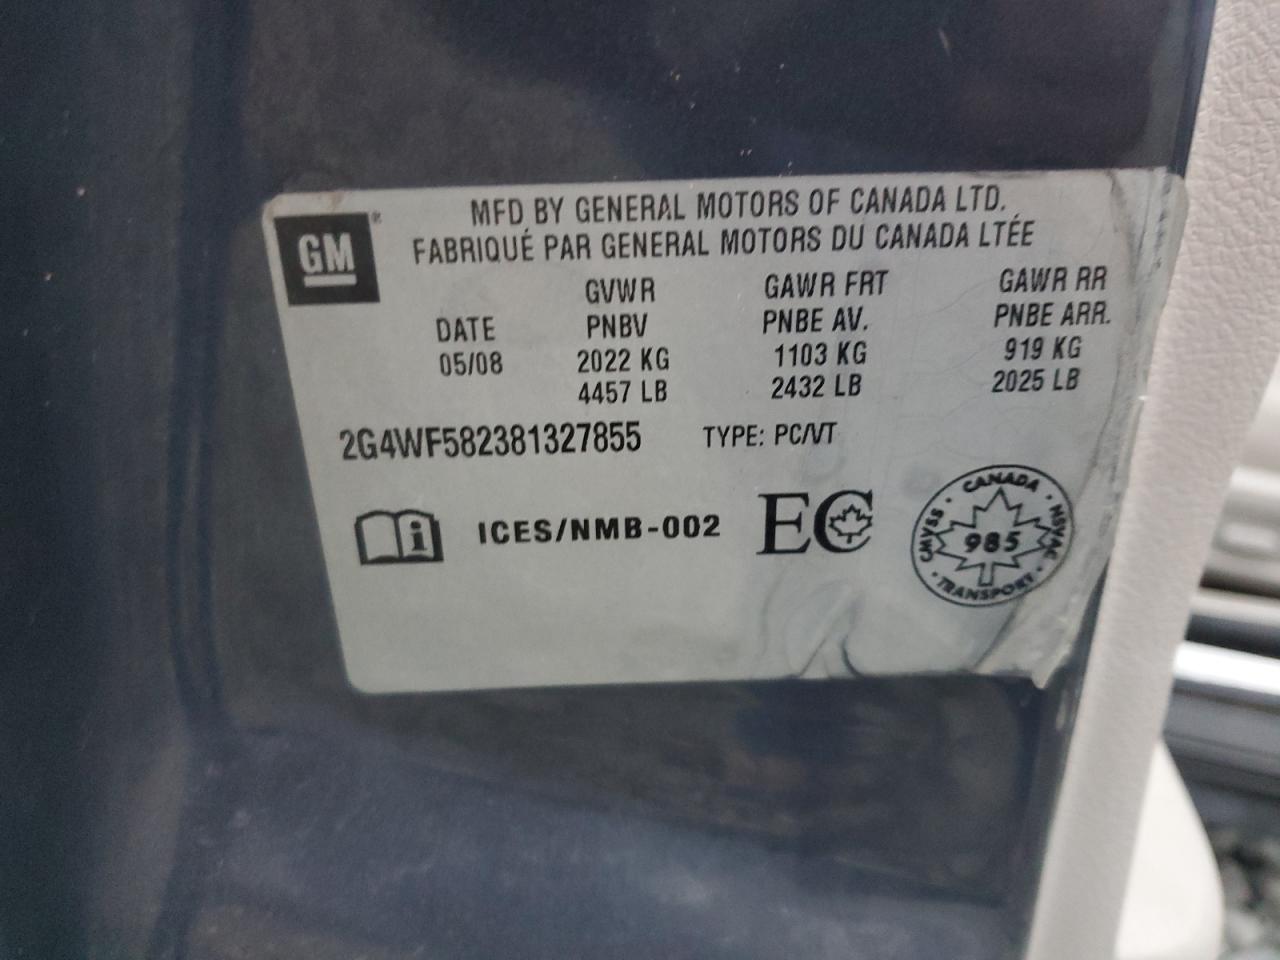 GM®
MFD BY GENERAL MOTORS OF CANADA LTD.
FABRIQUÉ PAR GENERAL MOTORS DU CANADA LTÉE
GVWR GAWR FRT GAWR RR
DATE PNBV PNBE AV. PNBE ARR.
05/08 2022 KG 1103 KG 919 KG
4457 LB 2432 LB 2025 LB
2G4WF582381327855 TYPE: PC/VT
i ICES/NMB-002 EC
CANADA
CMVSS 985 NSVAC
TRANSPORT